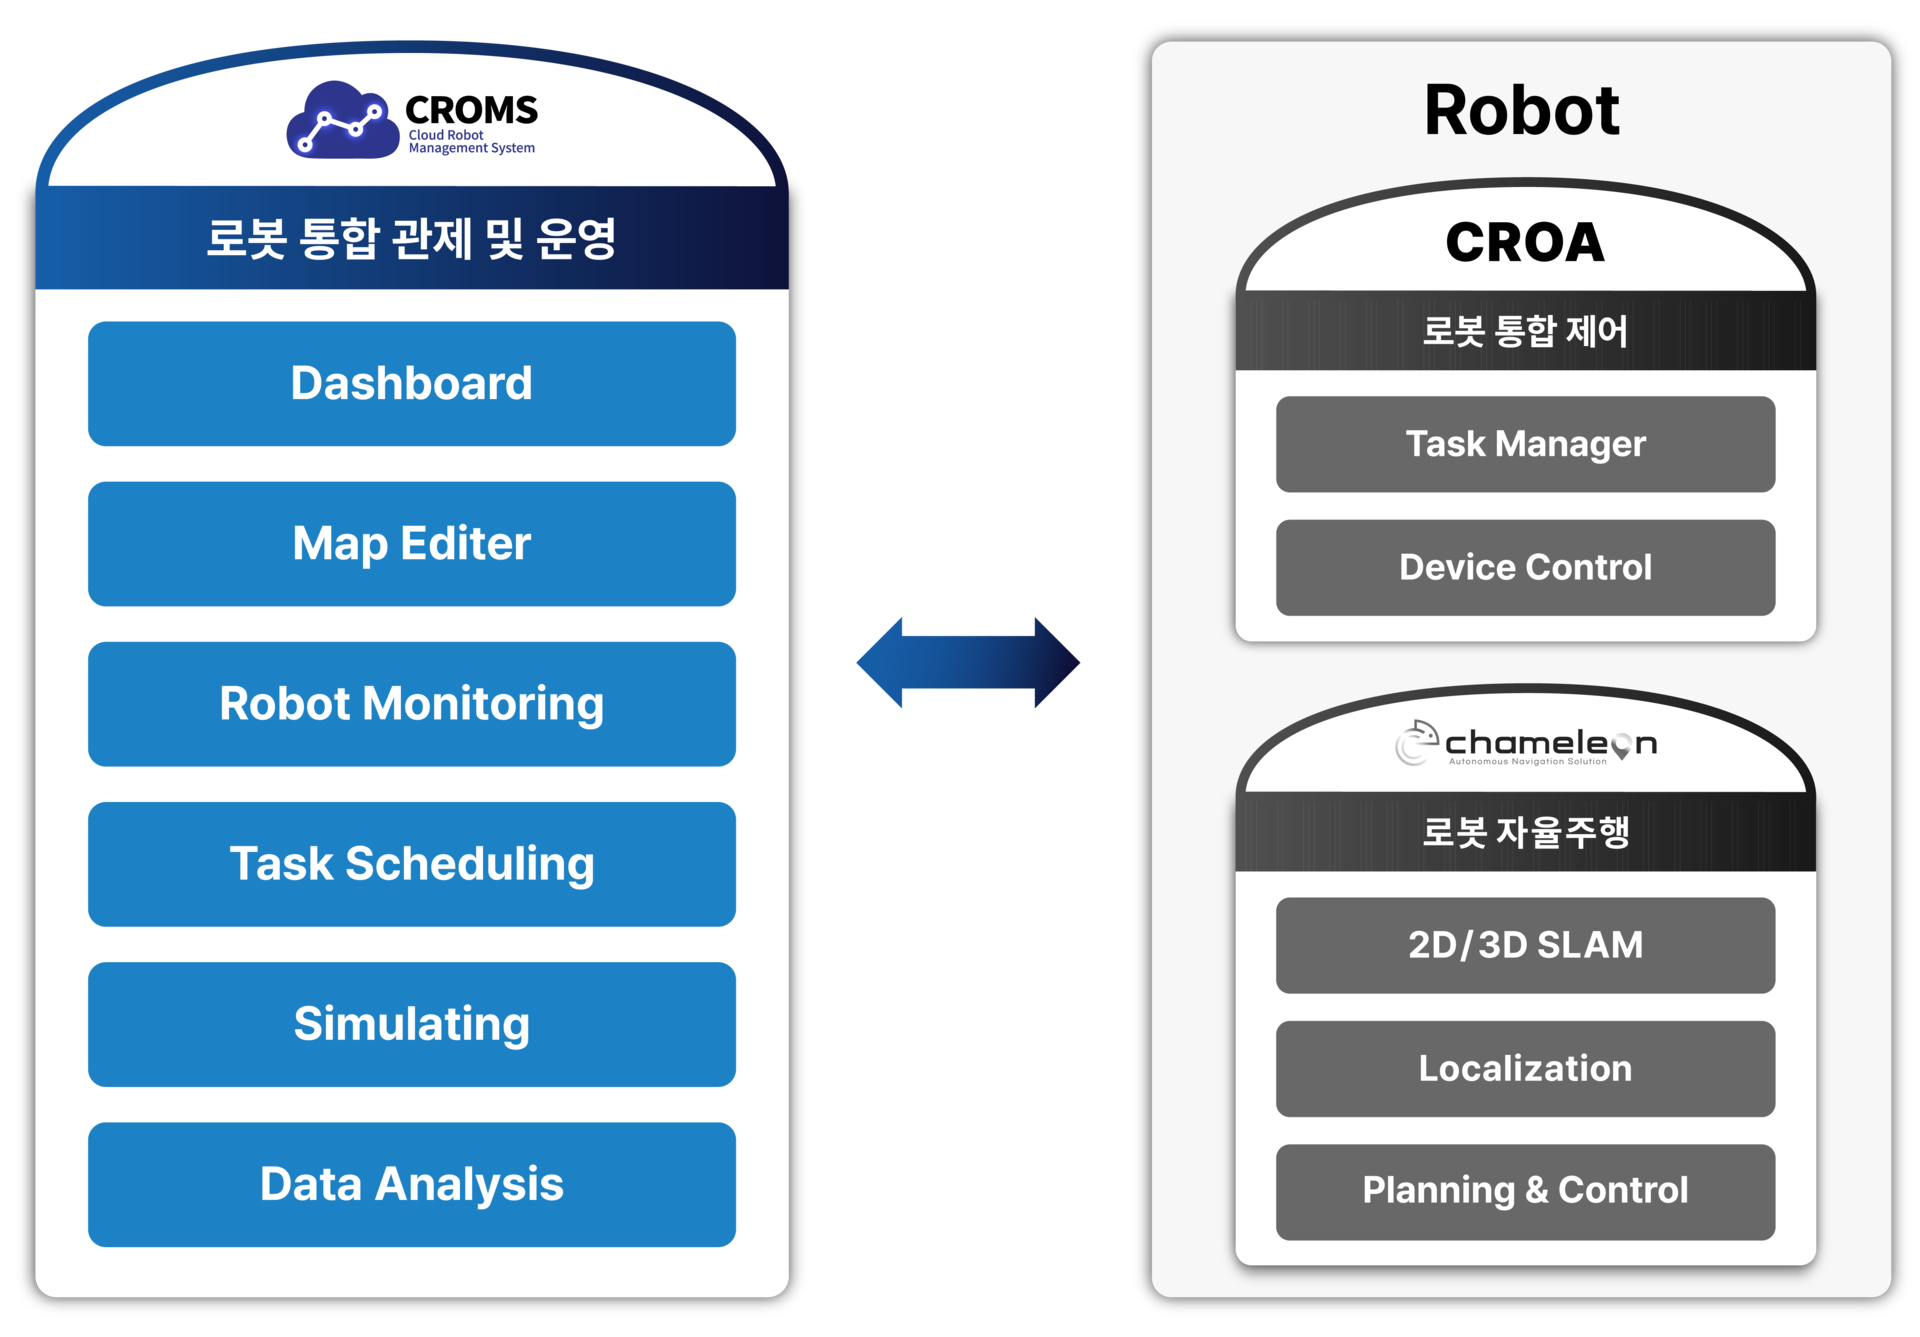 CROMS
Cloud Robot
Management System
로봇 통합 관제 및 운영
Dashboard
Map Editer
Robot Monitoring
Task Scheduling
Simulating
Data Analysis
Robot
CROA
로봇 통합 제어
Task Manager
Device Control
chameleon
Autonomous Navigation Solution
로봇 자율주행
2D/3D SLAM
Localization
Planning & Control